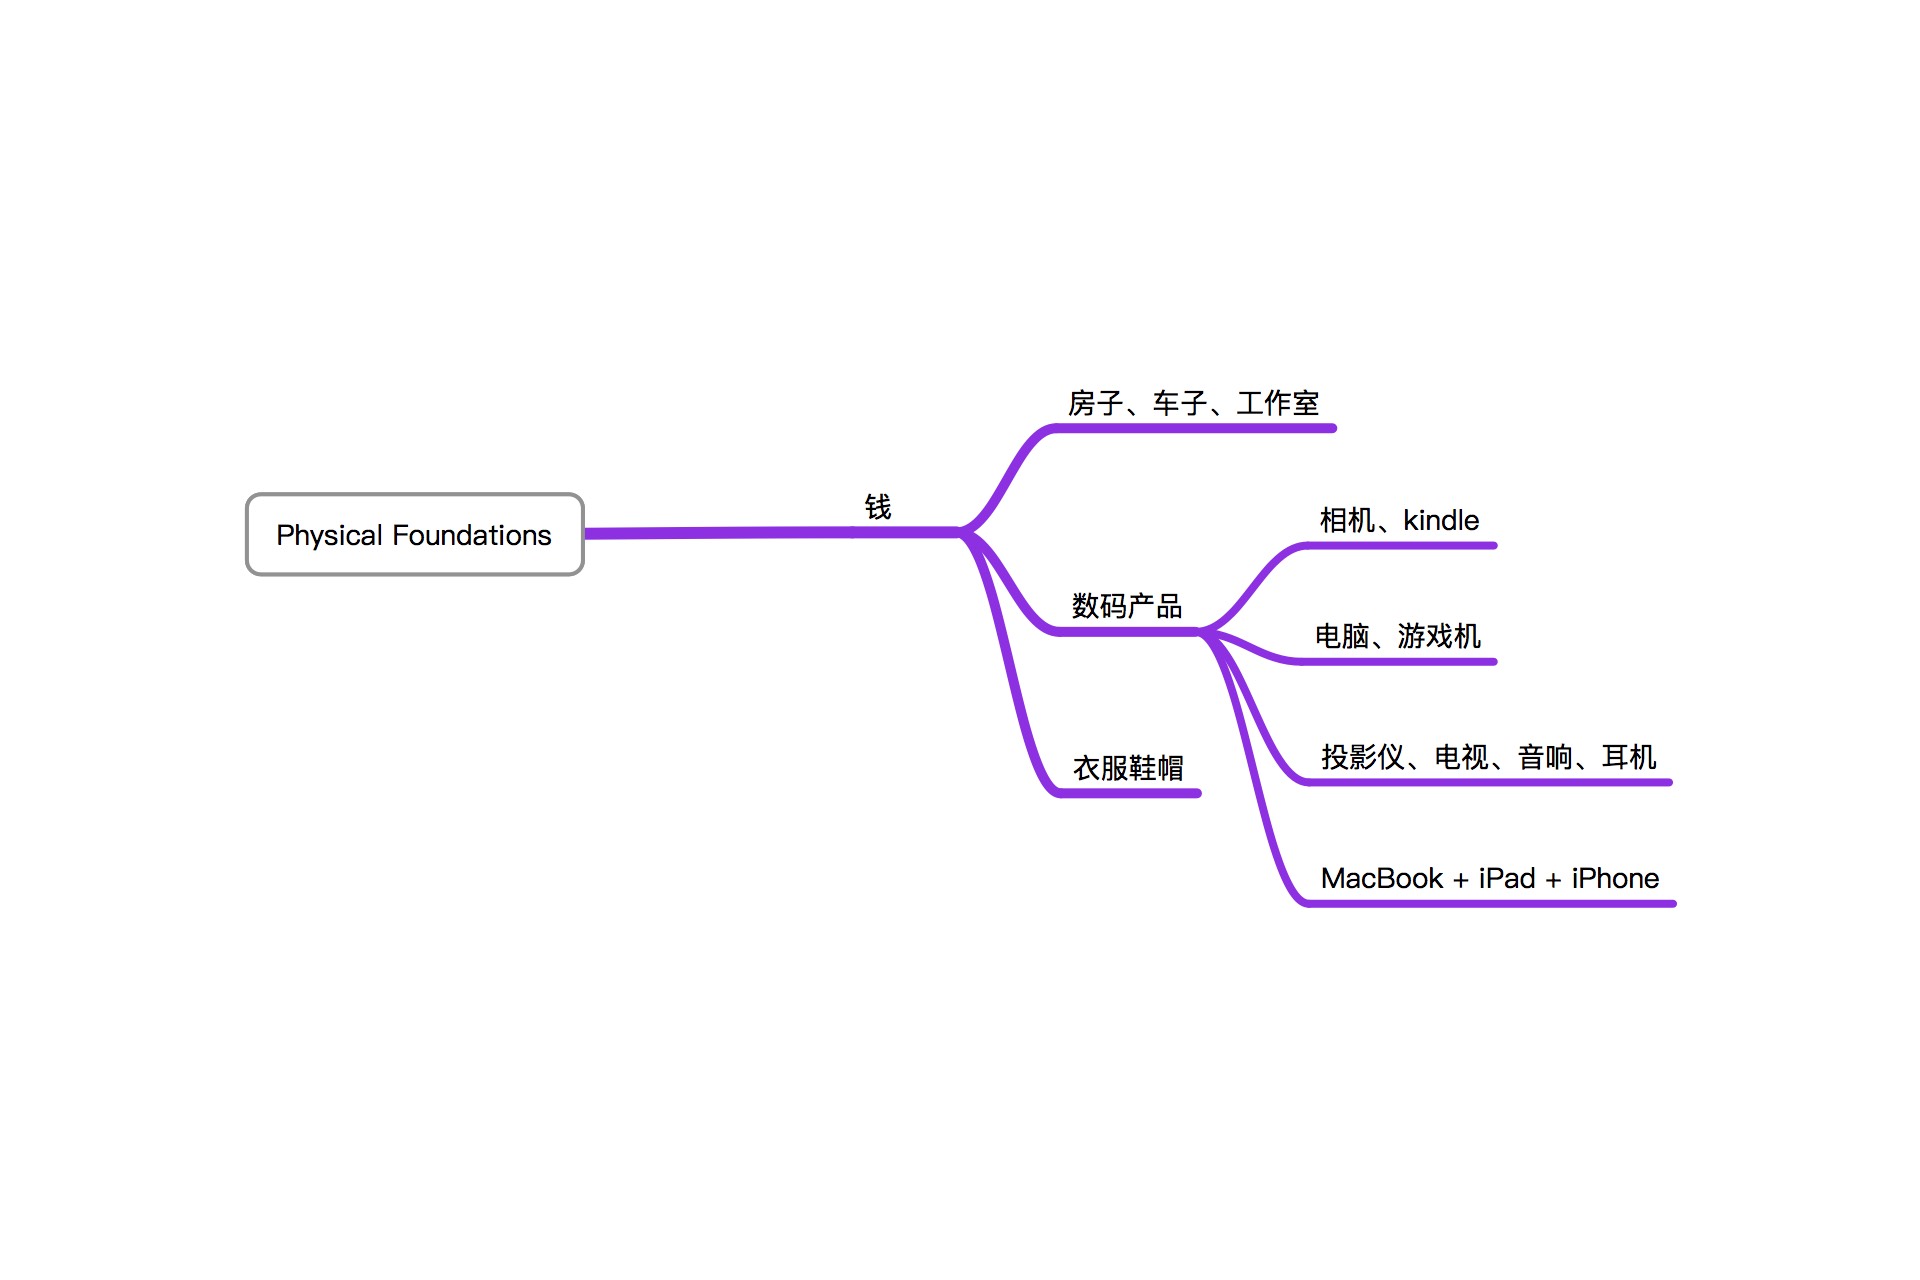 Physical Foundations
钱
房子、车子、工作室
数码产品
相机、kindle
电脑、游戏机
投影仪、电视、音响、耳机
MacBook + iPad + iPhone
衣服鞋帽